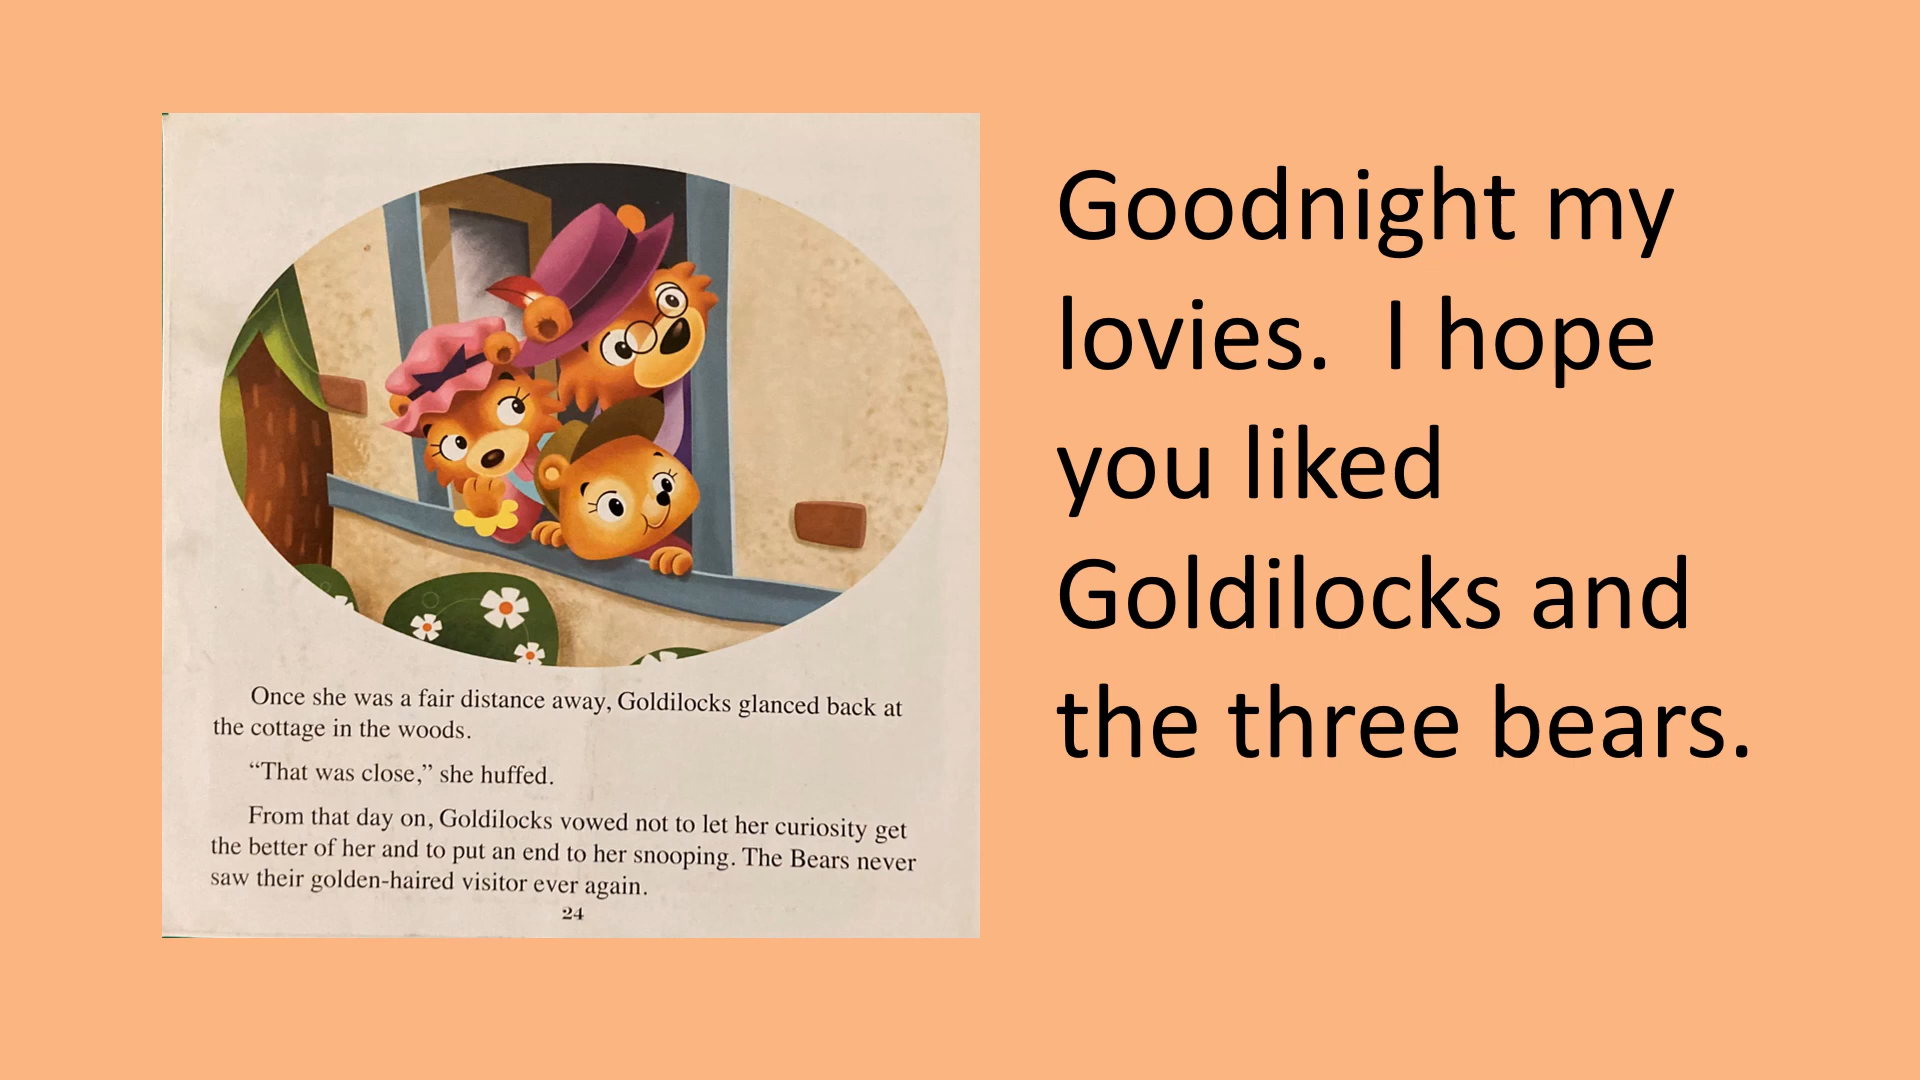 Once she was a fair distance away, Goldilocks glanced back at
the cottage in the woods.
“That was close,” she huffed.
From that day on, Goldilocks vowed not to let her curiosity get
the better of her and to put an end to her snooping. The Bears never
saw their golden-haired visitor ever again.
24
Goodnight my
lovies.  I hope
you liked
Goldilocks and
the three bears.